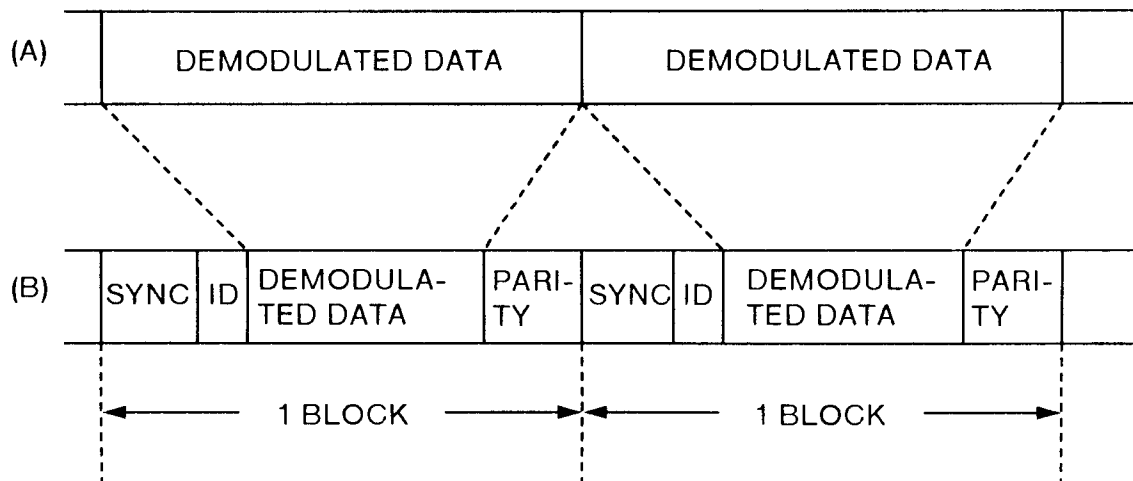 (A) DEMODULATED DATA DEMODULATED DATA
(B) SYNC ID DEMODULA-
TED DATA PARI-
TY SYNC ID DEMODULA-
TED DATA PARI-
TY
1 BLOCK 1 BLOCK